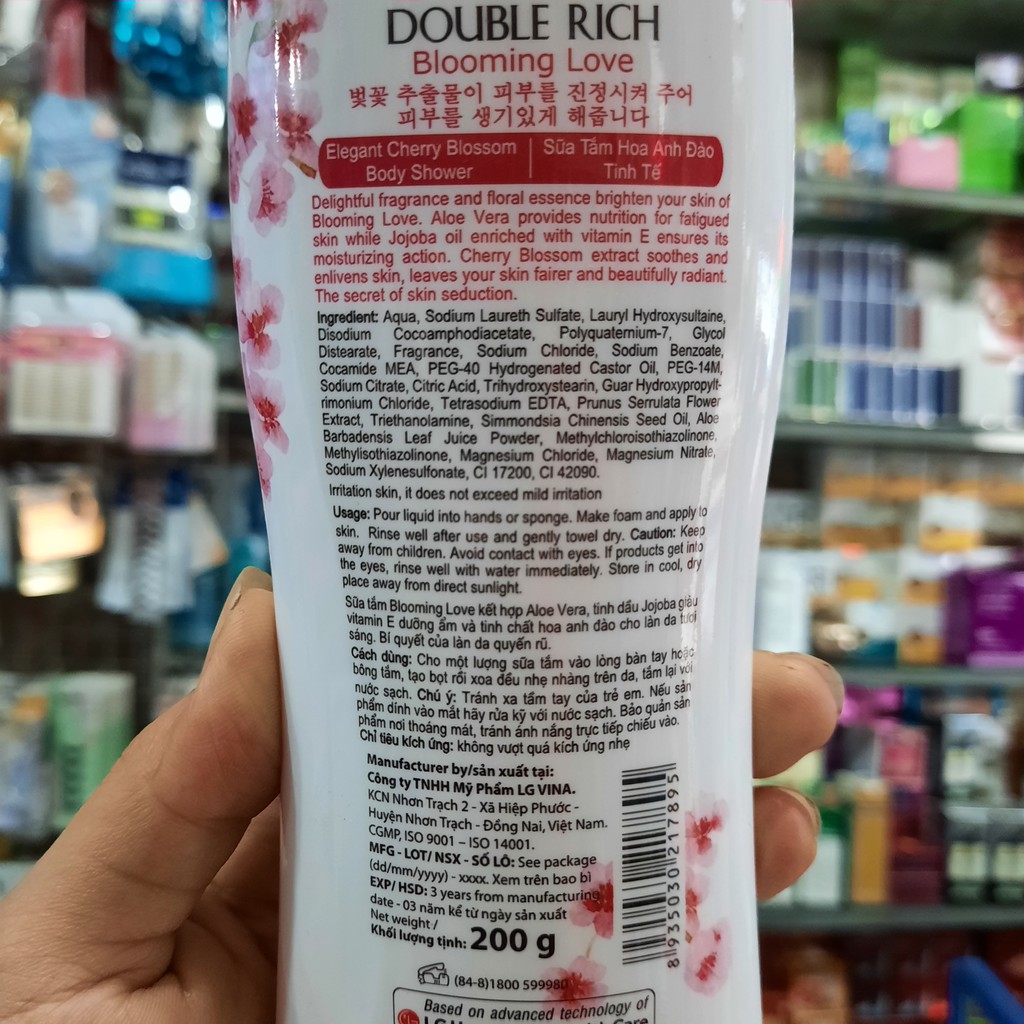 DOUBLE RICH
Blooming Love
벚꽃 추출물이 피부를 진정시켜 주어
피부를 생기있게 해줍니다
Elegant Cherry Blossom
Body Shower
Sữa Tắm Hoa Anh Đào
Tinh Tế
Delightful fragrance and floral essence brighten your skin of
Blooming Love. Aloe Vera provides nutrition for fatigued
skin while Jojoba oil enriched with vitamin E ensures its
moisturizing action. Cherry Blossom extract soothes and
enlivens skin, leaves your skin fairer and beautifully radiant.
The secret of skin seduction.
Ingredient: Aqua, Sodium Laureth Sulfate, Lauryl Hydroxysultaine,
Disodium Cocoamphodiacetate, Polyquaternium-7, Glycol
Distearate, Fragrance, Sodium Chloride, Sodium Benzoate,
Cocamide MEA, PEG-40 Hydrogenated Castor Oil, PEG-14M,
Sodium Citrate, Citric Acid, Trihydroxystearin, Guar Hydroxypropylt-
rimonium Chloride, Tetrasodium EDTA, Prunus Serrulata Flower
Extract, Triethanolamine, Simmondsia Chinensis Seed Oil, Aloe
Barbadensis Leaf Juice Powder, Methylchloroisothiazolinone,
Methylisothiazolinone, Magnesium Chloride, Magnesium Nitrate,
Sodium Xylenesulfonate, CI 17200, CI 42090.
Irritation skin, it does not exceed mild irritation
Usage: Pour liquid into hands or sponge. Make foam and apply to
skin. Rinse well after use and gently towel dry. Caution: Keep
away from children. Avoid contact with eyes. If products get into
the eyes, rinse well with water immediately. Store in cool, dry
place away from direct sunlight.
Sữa tắm Blooming Love kết hợp Aloe Vera, tinh dầu Jojoba giàu
vitamin E dưỡng ẩm và tinh chất hoa anh đào cho làn da tươi
sáng. Bí quyết của làn da quyến rũ.
Cách dùng: Cho một lượng sữa tắm vào lòng bàn tay hoặc
bông tắm, tạo bọt rồi xoa đều nhẹ nhàng trên da, tắm lại với
nước sạch. Chú ý: Tránh xa tầm tay của trẻ em. Nếu sản
phẩm dính vào mắt hãy rửa kỹ với nước sạch. Bảo quản sản
phẩm nơi thoáng mát, tránh ánh nắng trực tiếp chiếu vào.
Chỉ tiêu kích ứng: không vượt quá kích ứng nhẹ
Manufacturer by/sản xuất tại:
Công ty TNHH Mỹ Phẩm LG VINA.
KCN Nhơn Trạch 2 - Xã Hiệp Phước -
Huyện Nhơn Trạch - Đồng Nai, Việt Nam.
CGMP, ISO 9001 – ISO 14001.
MFG - LOT/ NSX - SỐ LÔ: See package
(dd/mm/yyyy) - xxxx. Xem trên bao bì
EXP/ HSD: 3 years from manufacturing
date - 03 năm kể từ ngày sản xuất
Net weight /
Khối lượng tịnh: 200 g
8 935030 217895
(84-8)1800 599980
Based on advanced technology of